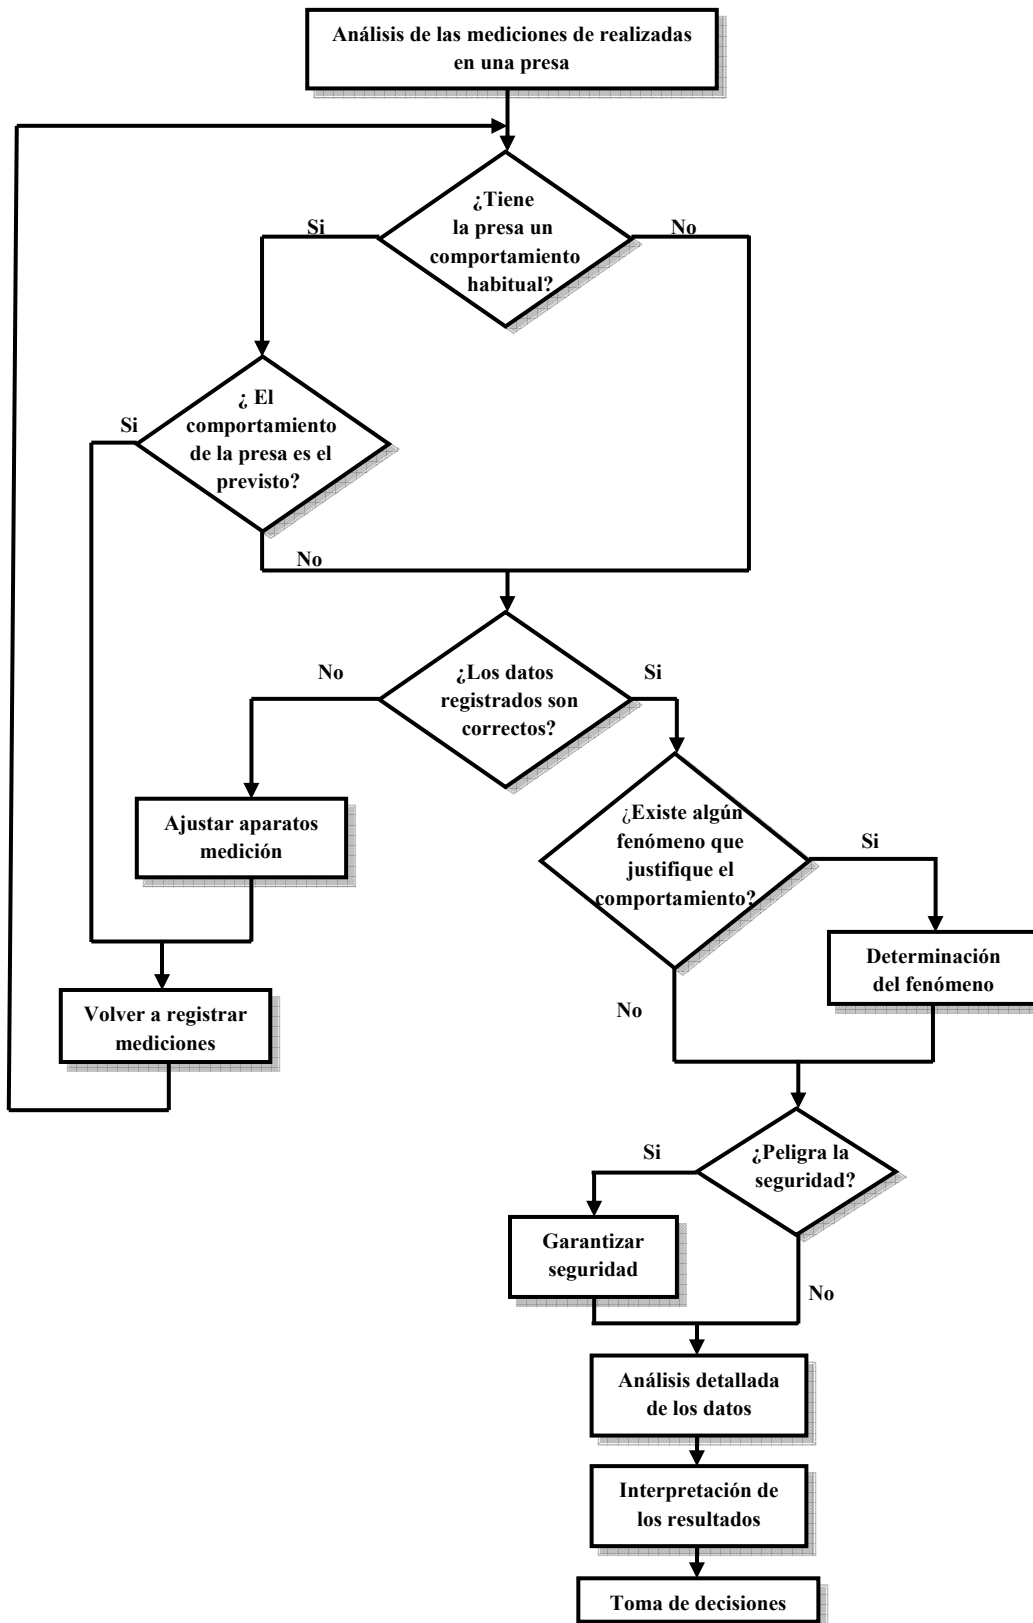 Análisis de las mediciones de realizadas
en una presa
¿Tiene
la presa un
comportamiento
habitual?
Si
No
¿ El
comportamiento
de la presa es el
previsto?
Si
No
¿Los datos
registrados son
correctos?
No
Si
Ajustar aparatos
medición
¿Existe algún
fenómeno que
justifique el
comportamiento?
Si
Determinación
del fenómeno
No
Volver a registrar
mediciones
¿Peligra la
seguridad?
Si
Garantizar
seguridad
No
Análisis detallada
de los datos
Interpretación de
los resultados
Toma de decisiones